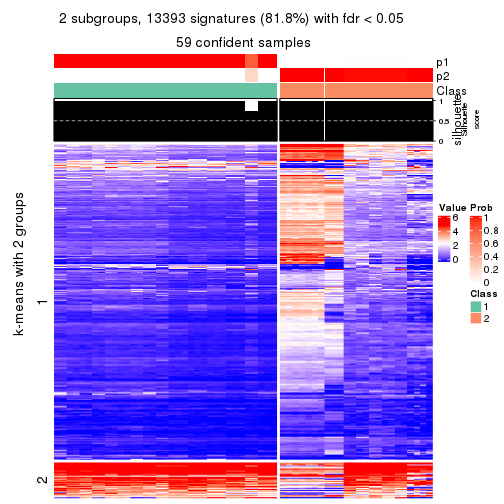 2 subgroups, 13393 signatures (81.8%) with fdr < 0.05
59 confident samples
p1
p2
Class
1
0.5
0
silhouette
Silhouette
score
k-means with 2 groups
1
2
Value
6
4
2
0
Prob
1
0.8
0.6
0.4
0.2
0
Class
1
2